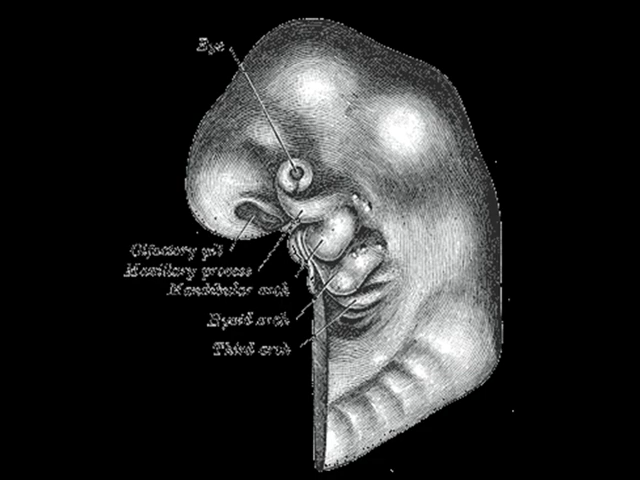 Eye
Olfactory pit
Maxillary process
Mandibular arch
Hyoid arch
Third arch